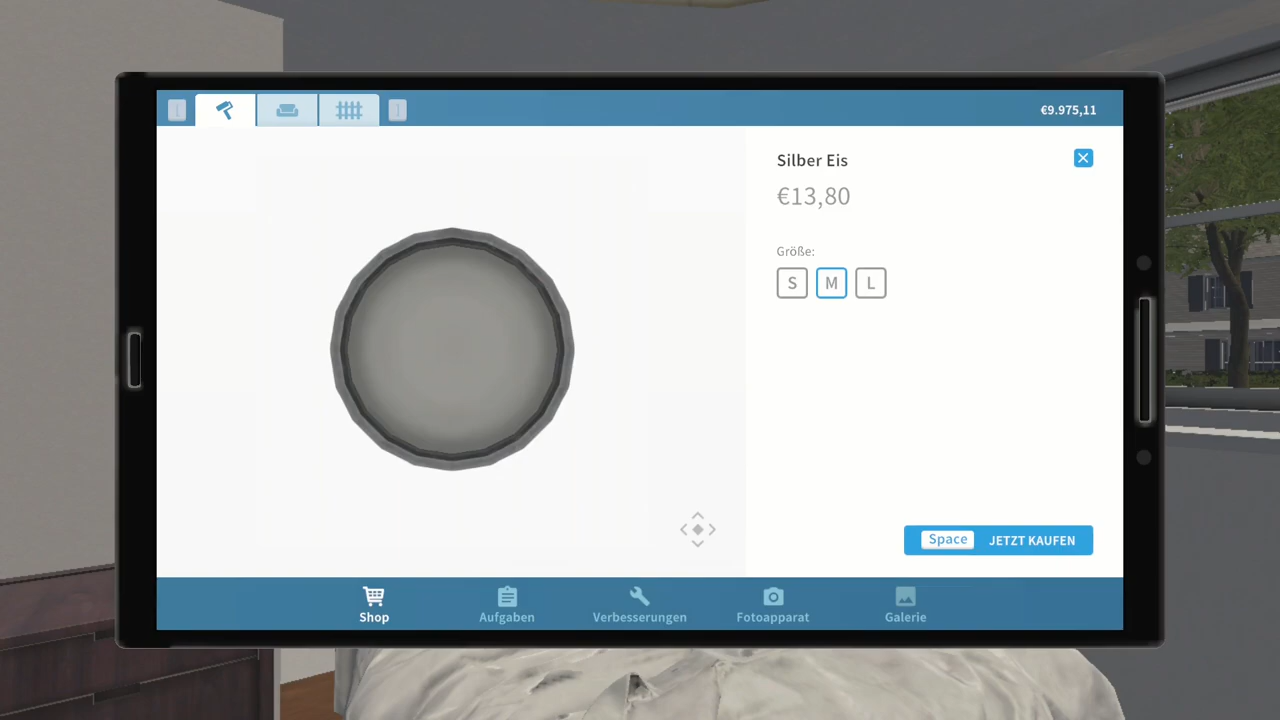 €9.975,11
Silber Eis
€13,80
Größe:
S M L
Space JETZT KAUFEN
Shop Aufgaben Verbesserungen Fotoapparat Galerie